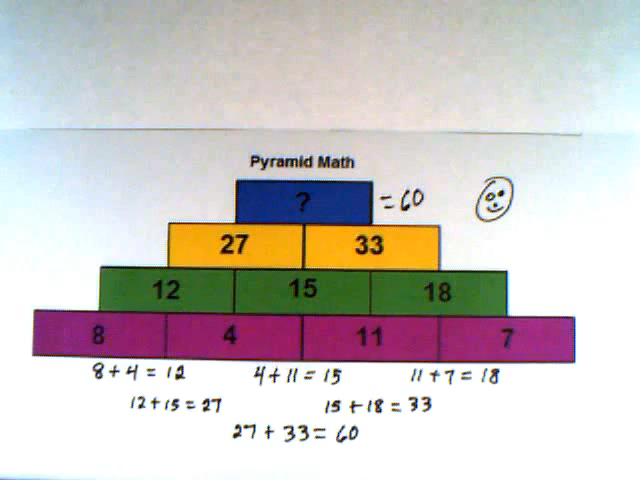 Pyramid Math
? = 60
27 33
12 15 18
8 4 11 7
8 + 4 = 12 4 + 11 = 15 11 + 7 = 18
12 + 15 = 27 15 + 18 = 33
27 + 33 = 60